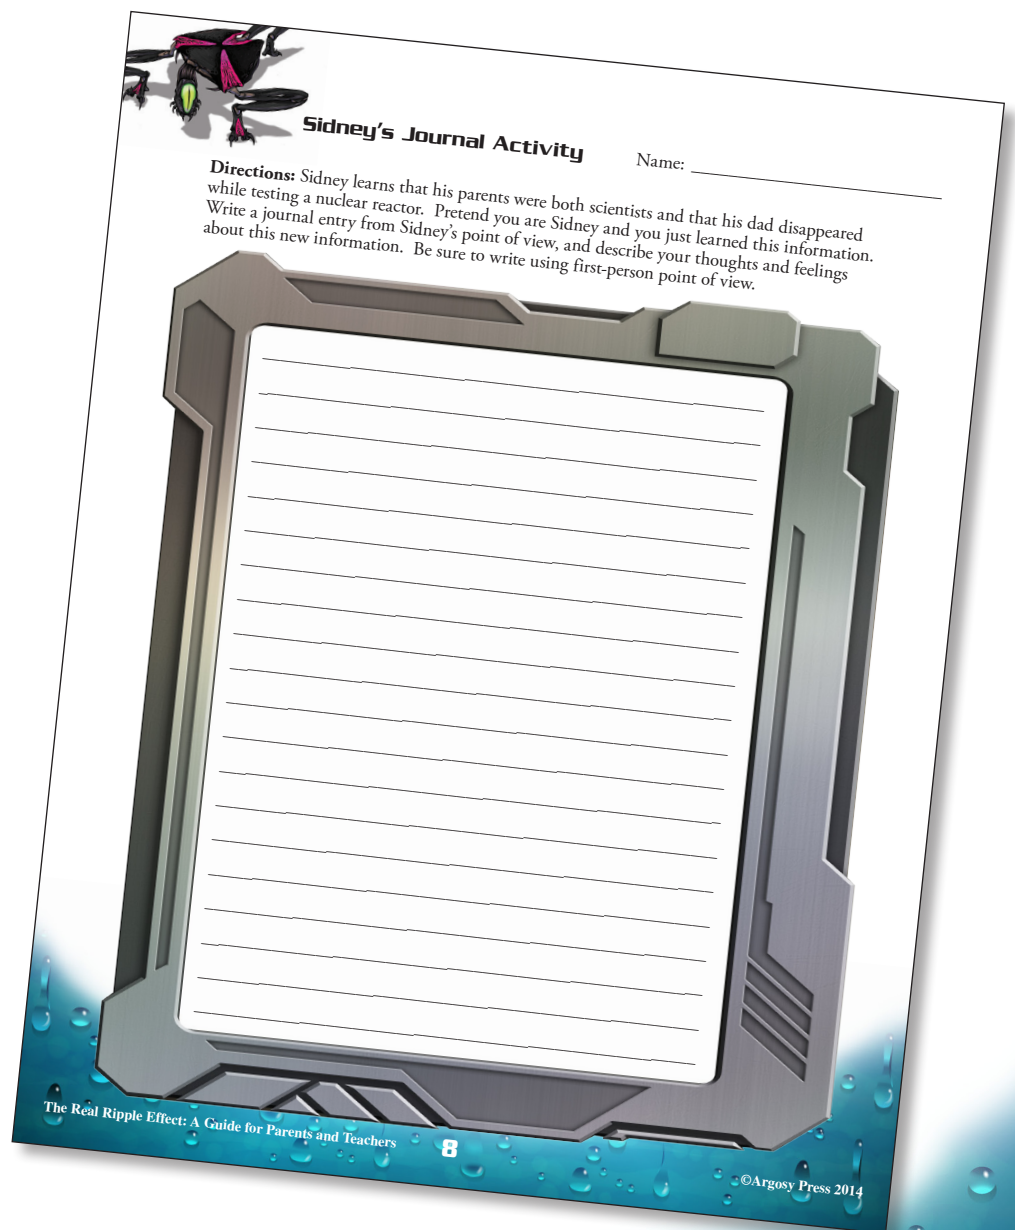 Sidney's Journal Activity
Name:
Directions: Sidney learns that his parents were both scientists and that his dad disappeared
while testing a nuclear reactor.  Pretend you are Sidney and you just learned this information.
Write a journal entry from Sidney's point of view, and describe your thoughts and feelings
about this new information.  Be sure to write using first-person point of view.
The Real Ripple Effect: A Guide for Parents and Teachers
8
©Argosy Press 2014